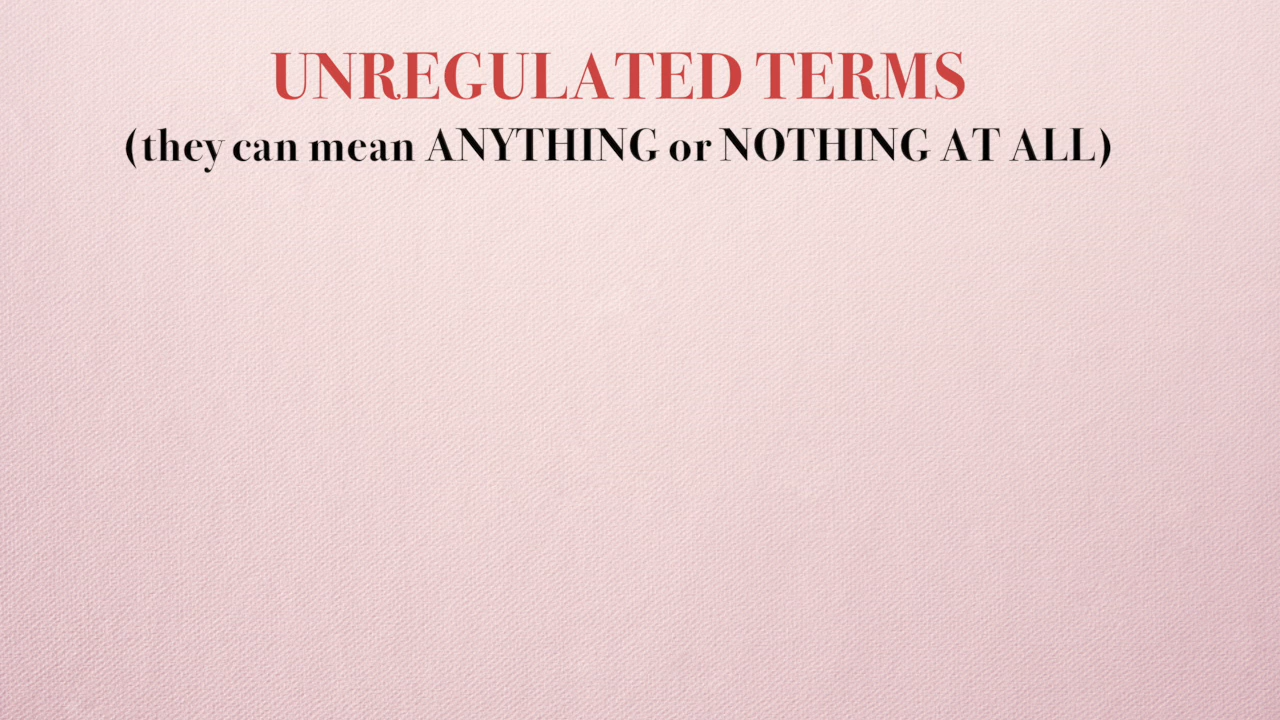 UNREGULATED TERMS
(they can mean ANYTHING or NOTHING AT ALL)